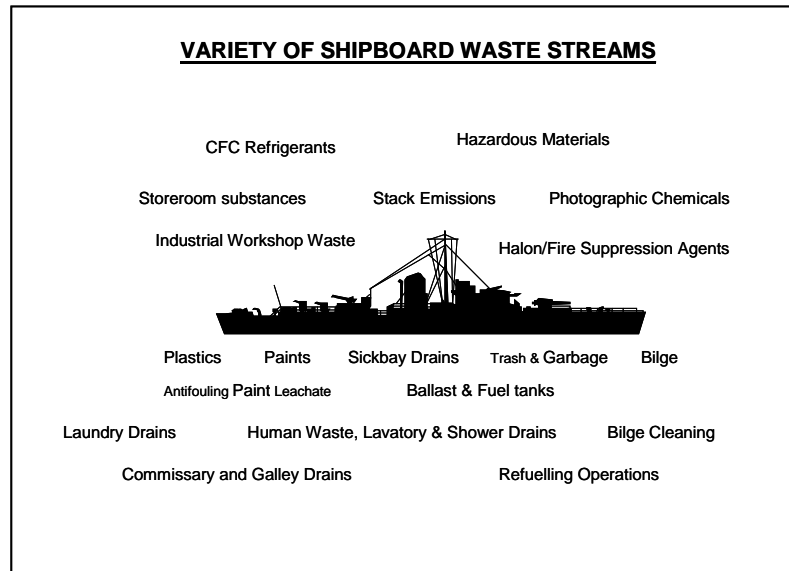 VARIETY OF SHIPBOARD WASTE STREAMS
CFC Refrigerants Hazardous Materials
Storeroom substances Stack Emissions Photographic Chemicals
Industrial Workshop Waste Halon/Fire Suppression Agents
Plastics Paints Sickbay Drains Trash & Garbage Bilge
Antifouling Paint Leachate Ballast & Fuel tanks
Laundry Drains Human Waste, Lavatory & Shower Drains Bilge Cleaning
Commissary and Galley Drains Refuelling Operations